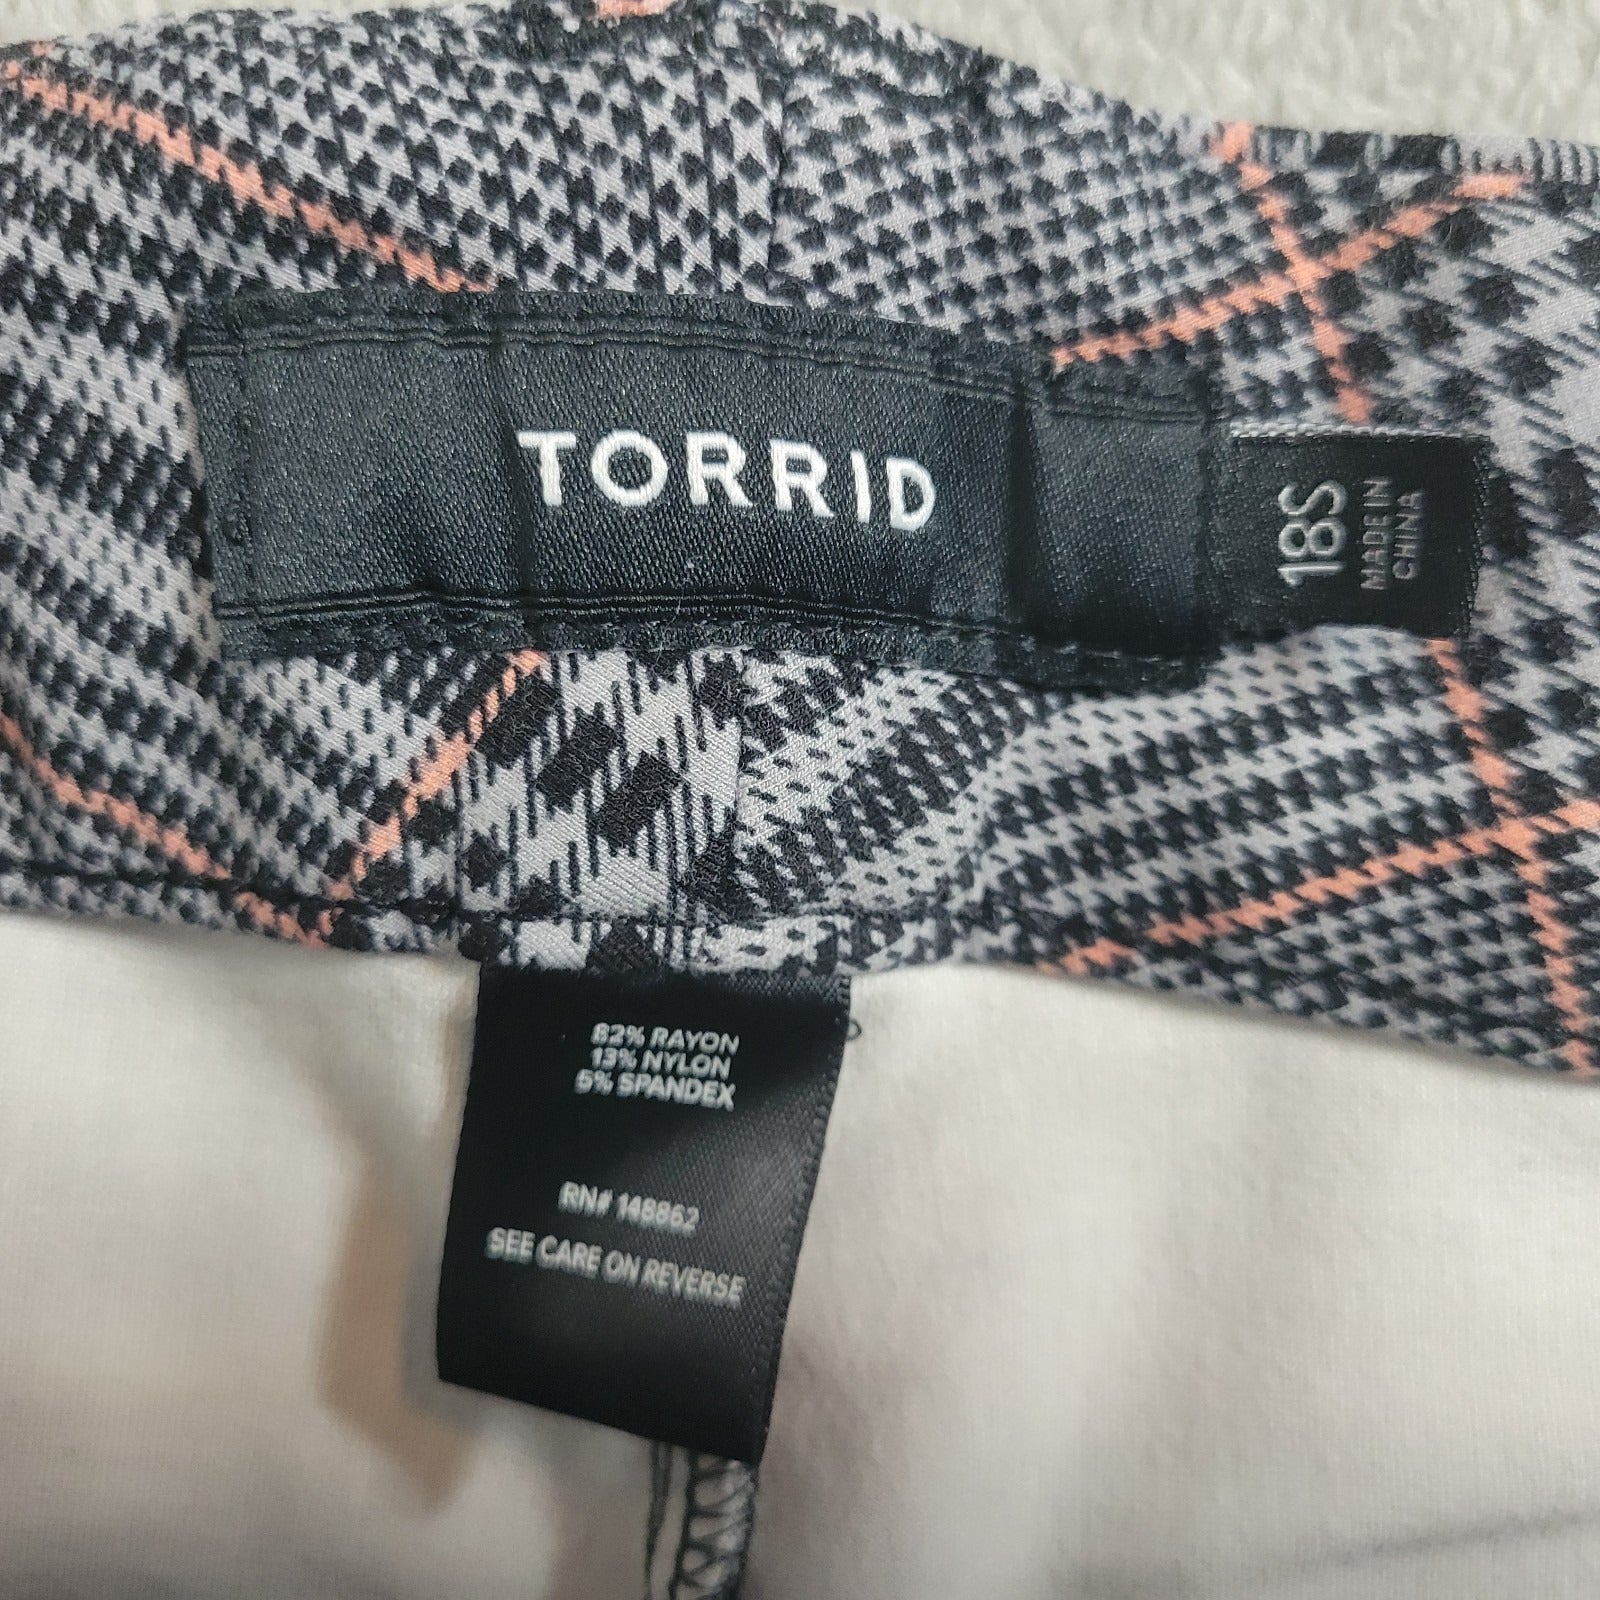 TORRID
18S
MADE IN
CHINA
82% RAYON
13% NYLON
5% SPANDEX
RN# 148862
SEE CARE ON REVERSE